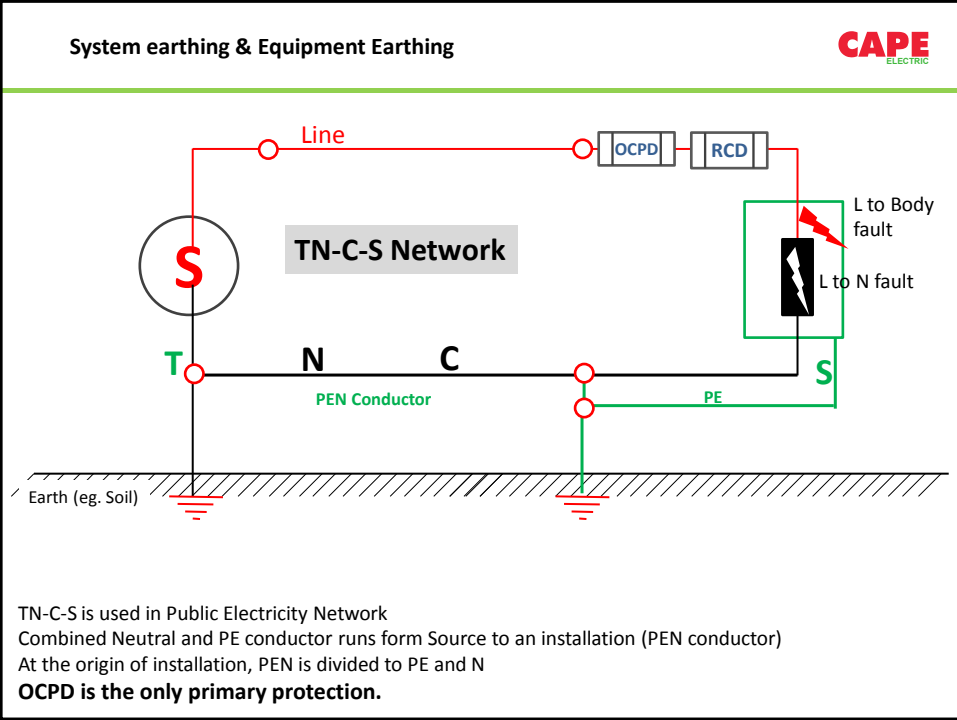 System earthing & Equipment Earthing
CAPE
ELECTRIC
Line
OCPD
RCD
L to Body
fault
S
TN-C-S Network
L to N fault
T
N
C
S
PEN Conductor
PE
Earth (eg. Soil)
TN-C-S is used in Public Electricity Network
Combined Neutral and PE conductor runs form Source to an installation (PEN conductor)
At the origin of installation, PEN is divided to PE and N
OCPD is the only primary protection.